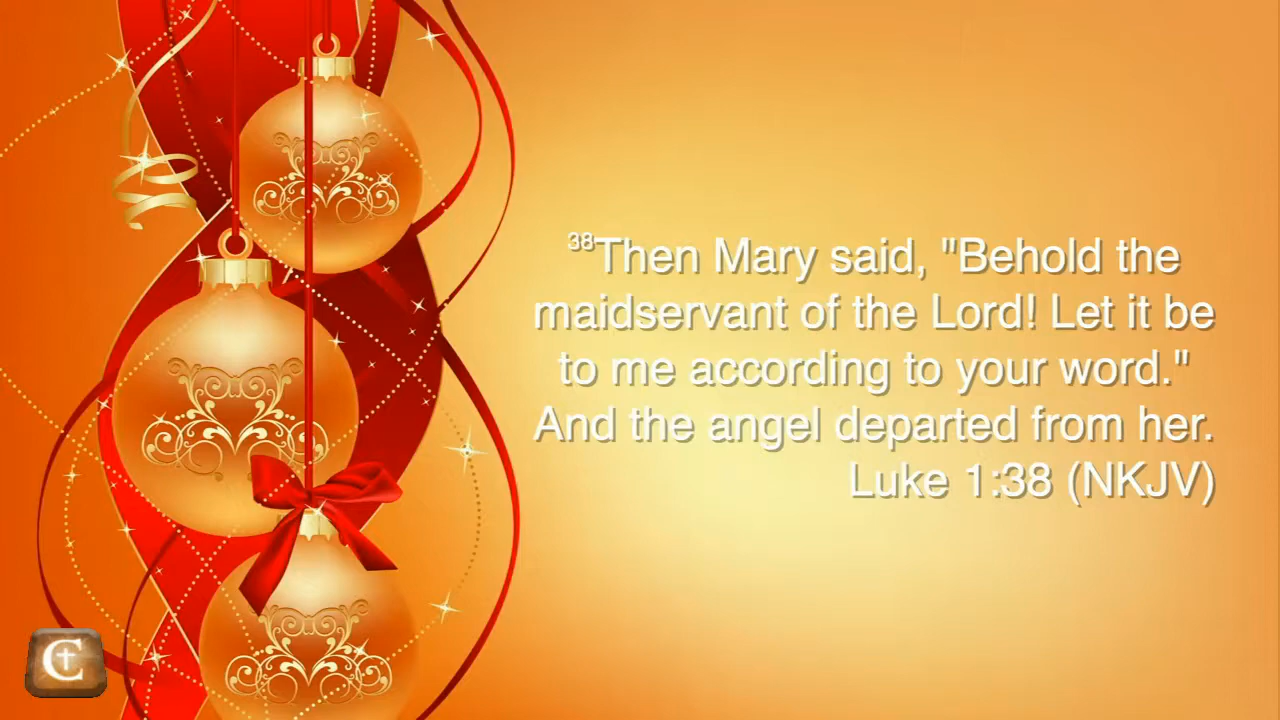 38Then Mary said, "Behold the
maidservant of the Lord! Let it be
to me according to your word."
And the angel departed from her.
Luke 1:38 (NKJV)
C